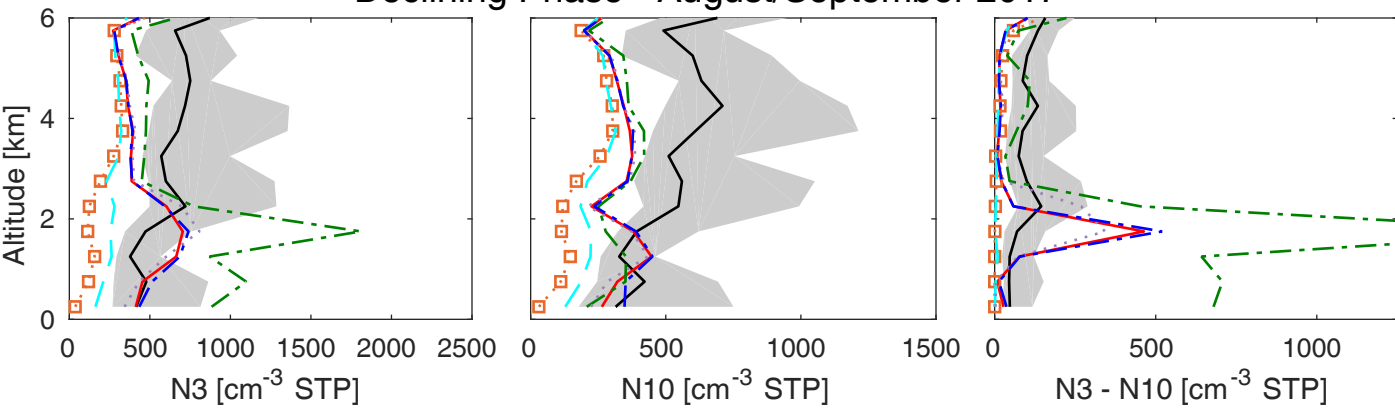 Declining Phase - August/September 2017
6
4
2
0
Altitude [km]
0 500 1000 1500 2000 2500
0 500 1000 1500
0 500 1000
N3 [cm-3 STP]
N10 [cm-3 STP]
N3 - N10 [cm-3 STP]